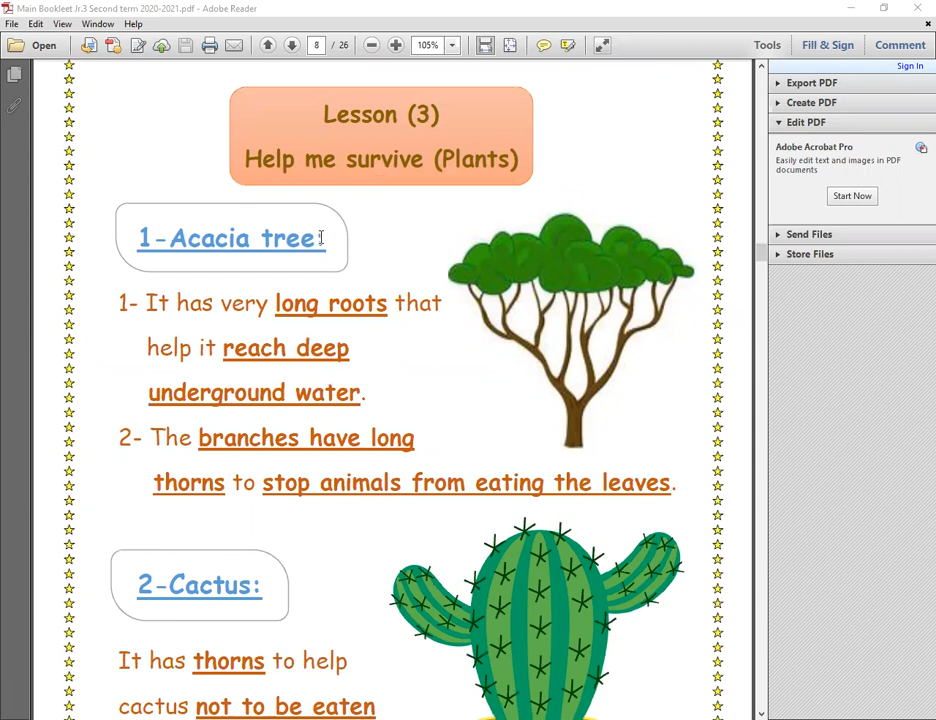 Main Bookleet Jr.3 Second term 2020-2021.pdf - Adobe Reader
File Edit View Window Help
Open 8 / 26 105% Tools Fill & Sign Comment
Sign In
Export PDF
Create PDF
Edit PDF
Adobe Acrobat Pro
Easily edit text and images in PDF
documents
Start Now
Send Files
Store Files
Lesson (3)
Help me survive (Plants)
1-Acacia tree:
1- It has very long roots that
help it reach deep
underground water.
2- The branches have long
thorns to stop animals from eating the leaves.
2-Cactus:
It has thorns to help
cactus not to be eaten